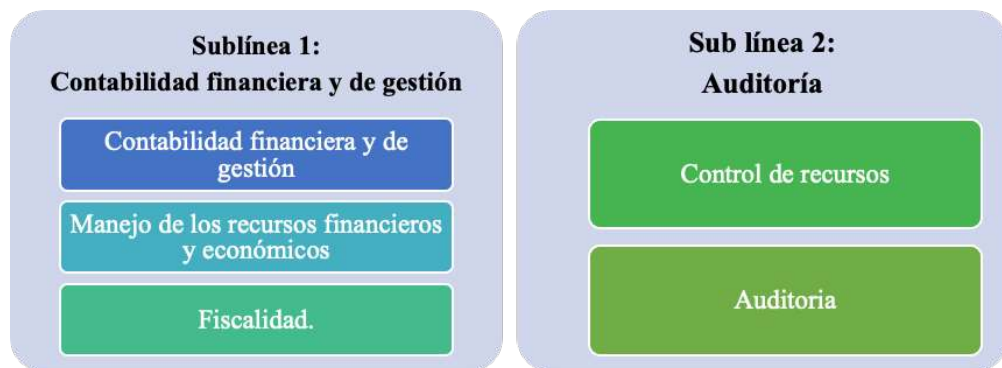 Sublínea 1:
Contabilidad financiera y de gestión
Contabilidad financiera y de
gestión
Manejo de los recursos financieros
y económicos
Fiscalidad.
Sub línea 2:
Auditoría
Control de recursos
Auditoria